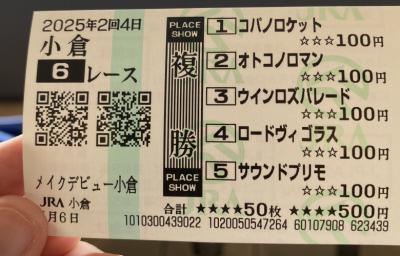 2025年2回4日
小倉
6レース
メイクデビュー小倉
JRA 小倉
月6日
PLACE SHOW
複勝
PLACE SHOW
1 コパノロケット
☆☆☆100円
2 オトコノロマン
☆☆☆100円
3 ウインロズパレード
☆☆☆100円
4 ロードヴィゴラス
☆☆☆100円
5 サウンドプリモ
☆☆☆100円
合計 ★★★★50枚 ★★★★500円
1010300439022 1020050547264 60107908 623439